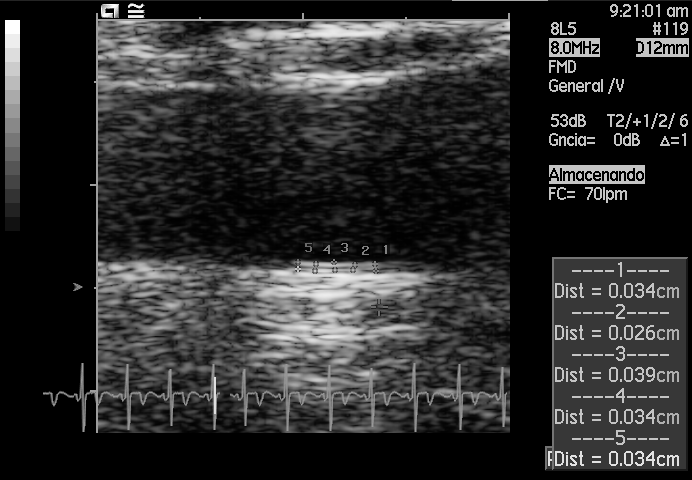 9:21:01 am
8L5 #119
8.0MHz D12mm
FMD
General /V
53dB T2/+1/2/ 6
Gncia= 0dB Δ=1
Almacenando
FC= 70lpm
5 4 3 2 1
----1----
Dist = 0.034cm
----2----
Dist = 0.026cm
----3----
Dist = 0.039cm
----4----
Dist = 0.034cm
----5----
Dist = 0.034cm